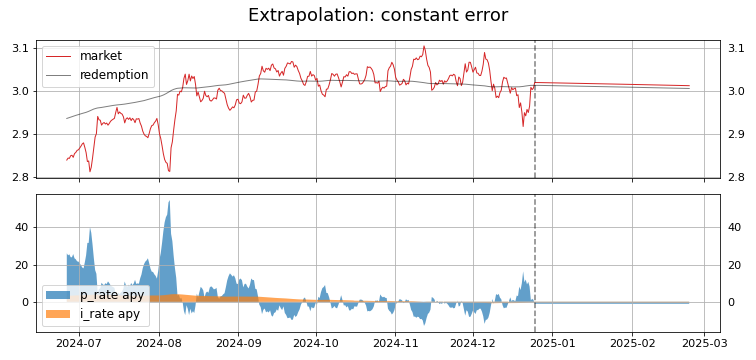 Extrapolation: constant error
3.1 3.1
market
redemption
3.0 3.0
2.9 2.9
2.8 2.8
40 40
20 20
p_rate apy
0 0
i_rate apy
2024-07 2024-08 2024-09 2024-10 2024-11 2024-12 2025-01 2025-02 2025-03